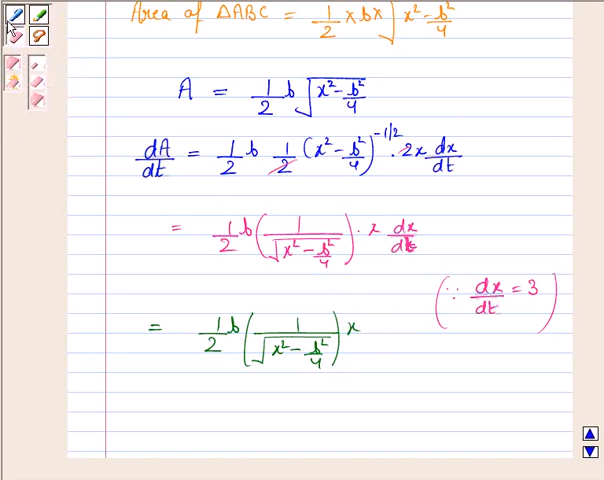 Area of ΔABC = 1/2 × b × √(x² − b²/4)
A = 1/2 b √(x² − b²/4)
dA/dt = 1/2 b 1/2 (x² − b²/4)^(−1/2) · 2x dx/dt
= 1/2 b (1/√(x² − b²/4)) · x dx/dt
(∵ dx/dt = 3)
= 1/2 b (1/√(x² − b²/4)) x